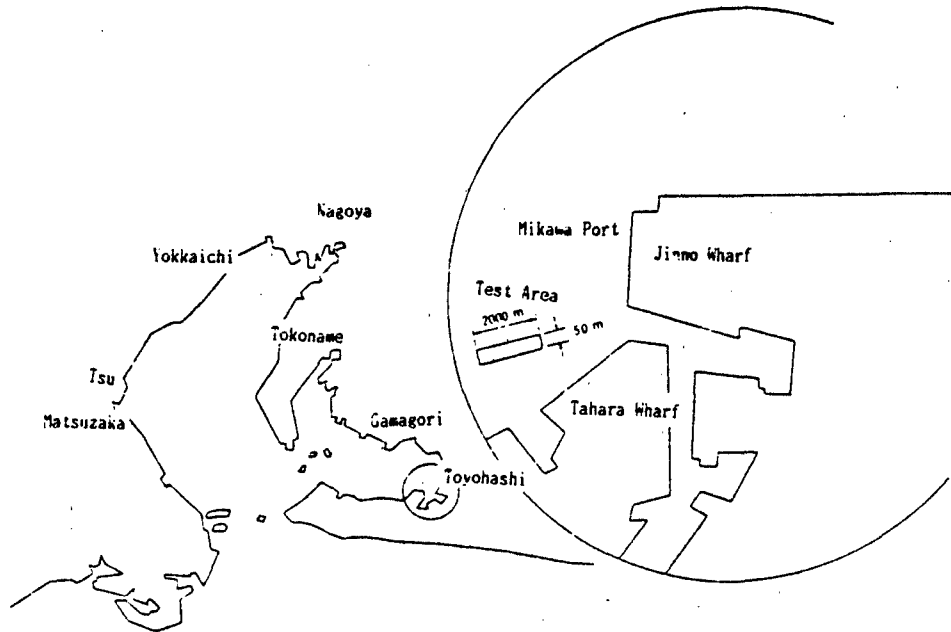 Nagoya
Yokkaichi
Tokoname
Tsu
Matsuzaka
Gamagori
Toyohashi
Mikawa Port
Jinno Wharf
Test Area
2000 m
50 m
Tahara Wharf